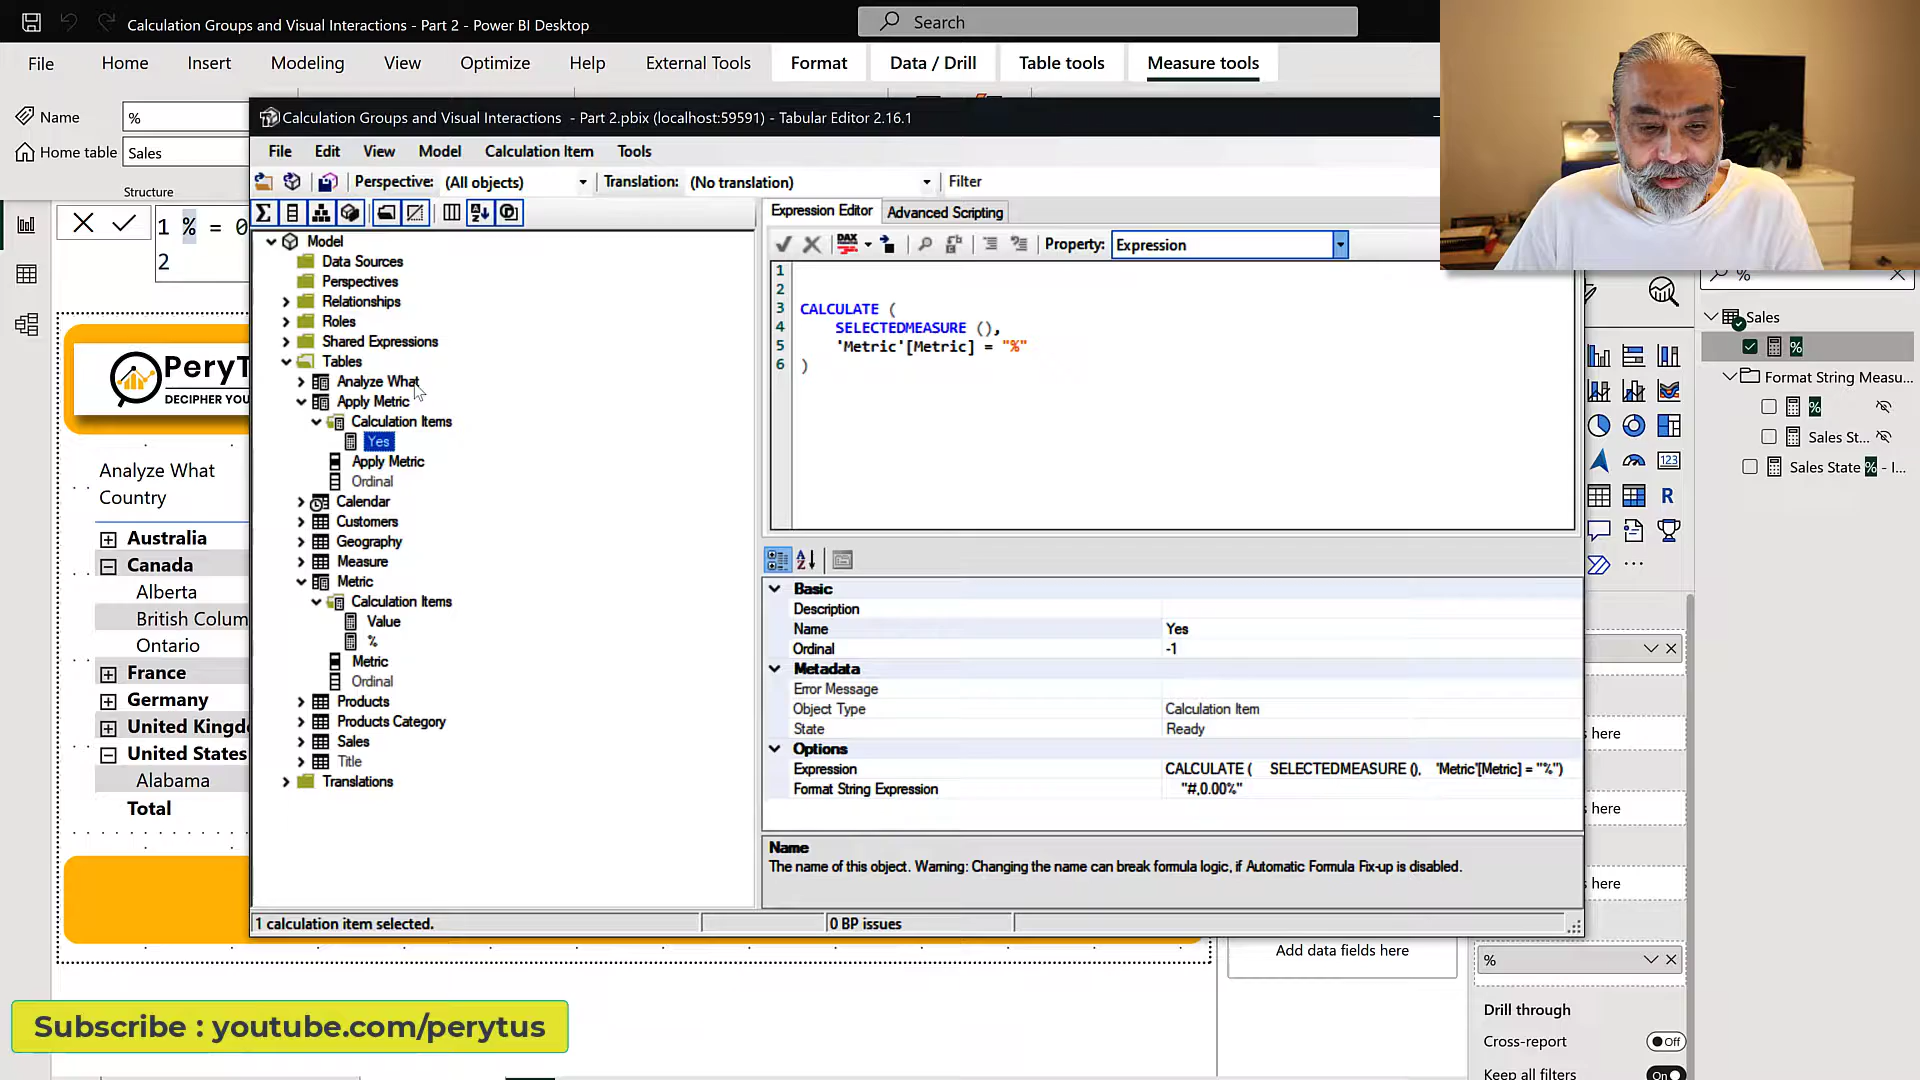 Calculation Groups and Visual Interactions - Part 2 - Power BI Desktop
Search
File
Home
Insert
Modeling
View
Optimize
Help
External Tools
Format
Data / Drill
Table tools
Measure tools
Name
%
Home table
Sales
Structure
1 % = 0
2
PeryT
DECIPHER YOU
Analyze What
Country
Australia
Canada
Alberta
British Colum
Ontario
France
Germany
United Kingd
United States
Alabama
Total
Calculation Groups and Visual Interactions - Part 2.pbix (localhost:59591) - Tabular Editor 2.16.1
File
Edit
View
Model
Calculation Item
Tools
Perspective:
(All objects)
Translation:
(No translation)
Filter
Model
Data Sources
Perspectives
Relationships
Roles
Shared Expressions
Tables
Analyze What
Apply Metric
Calculation Items
Yes
Apply Metric
Ordinal
Calendar
Customers
Geography
Measure
Metric
Calculation Items
Value
%
Metric
Ordinal
Products
Products Category
Sales
Title
Translations
1 calculation item selected.
0 BP issues
Expression Editor
Advanced Scripting
DAX
Property:
Expression
1
2
3 CALCULATE (
4 SELECTEDMEASURE (),
5 'Metric'[Metric] = "%"
6 )
Basic
Description
Name Yes
Ordinal -1
Metadata
Error Message
Object Type Calculation Item
State Ready
Options
Expression CALCULATE ( SELECTEDMEASURE (), 'Metric'[Metric] = "%")
Format String Expression "#,0.00%"
Name
The name of this object. Warning: Changing the name can break formula logic, if Automatic Formula Fix-up is disabled.
%
Sales
%
Format String Measu...
%
Sales St...
Sales State % - I...
123
R
s here
s here
s here
Add data fields here
%
Drill through
Cross-report
Off
Keep all filters
On
Subscribe : youtube.com/perytus